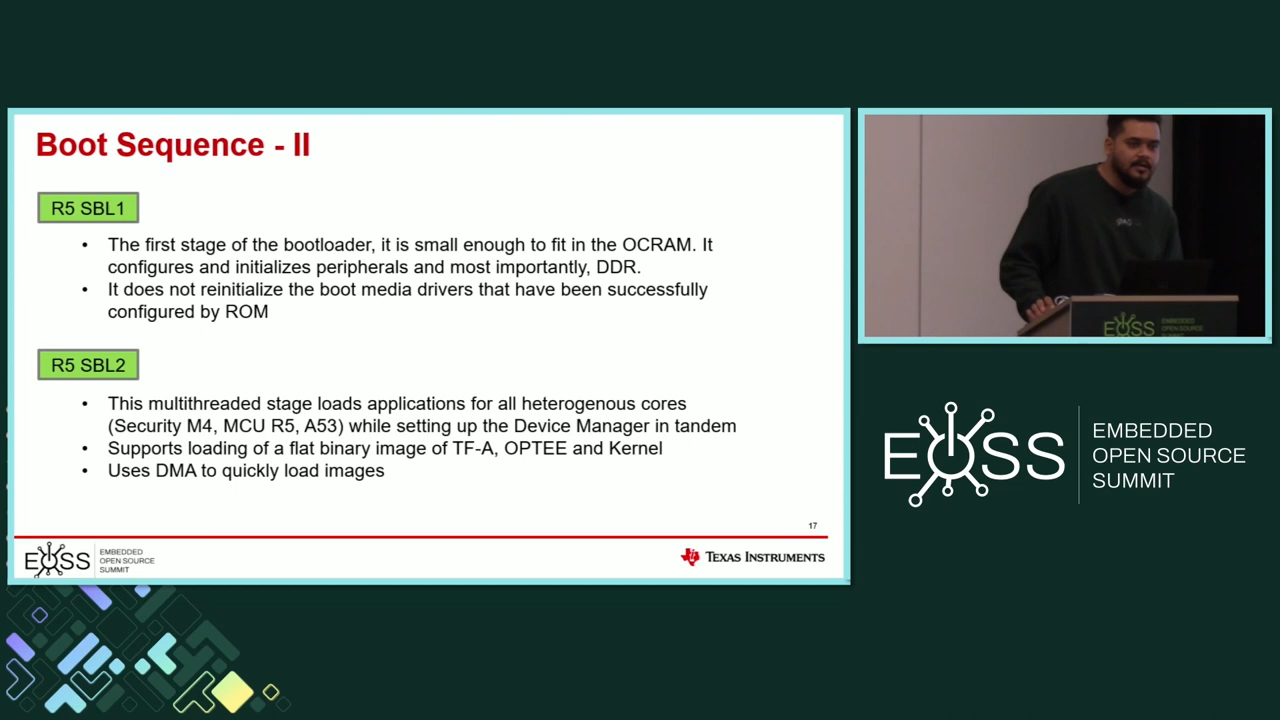 Boot Sequence - II
R5 SBL1
• The first stage of the bootloader, it is small enough to fit in the OCRAM. It
configures and initializes peripherals and most importantly, DDR.
• It does not reinitialize the boot media drivers that have been successfully
configured by ROM
R5 SBL2
• This multithreaded stage loads applications for all heterogenous cores
(Security M4, MCU R5, A53) while setting up the Device Manager in tandem
• Supports loading of a flat binary image of TF-A, OPTEE and Kernel
• Uses DMA to quickly load images
17
EOSS
EMBEDDED
OPEN SOURCE
SUMMIT
TEXAS INSTRUMENTS
EOSS
EMBEDDED
OPEN SOURCE
SUMMIT
EOSS
EMBEDDED
OPEN SOURCE
SUMMIT